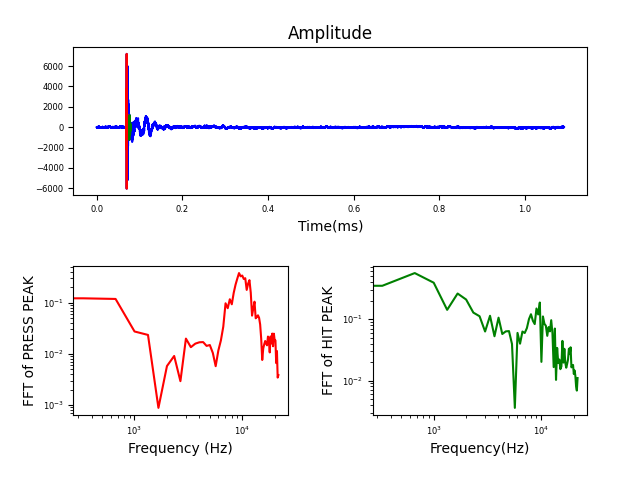 Amplitude
6000
4000
2000
0
−2000
−4000
−6000
0.0 0.2 0.4 0.6 0.8 1.0
Time(ms)
FFT of PRESS PEAK
10⁻¹
10⁻²
10⁻³
10³ 10⁴
Frequency (Hz)
FFT of HIT PEAK
10⁻¹
10⁻²
10³ 10⁴
Frequency(Hz)